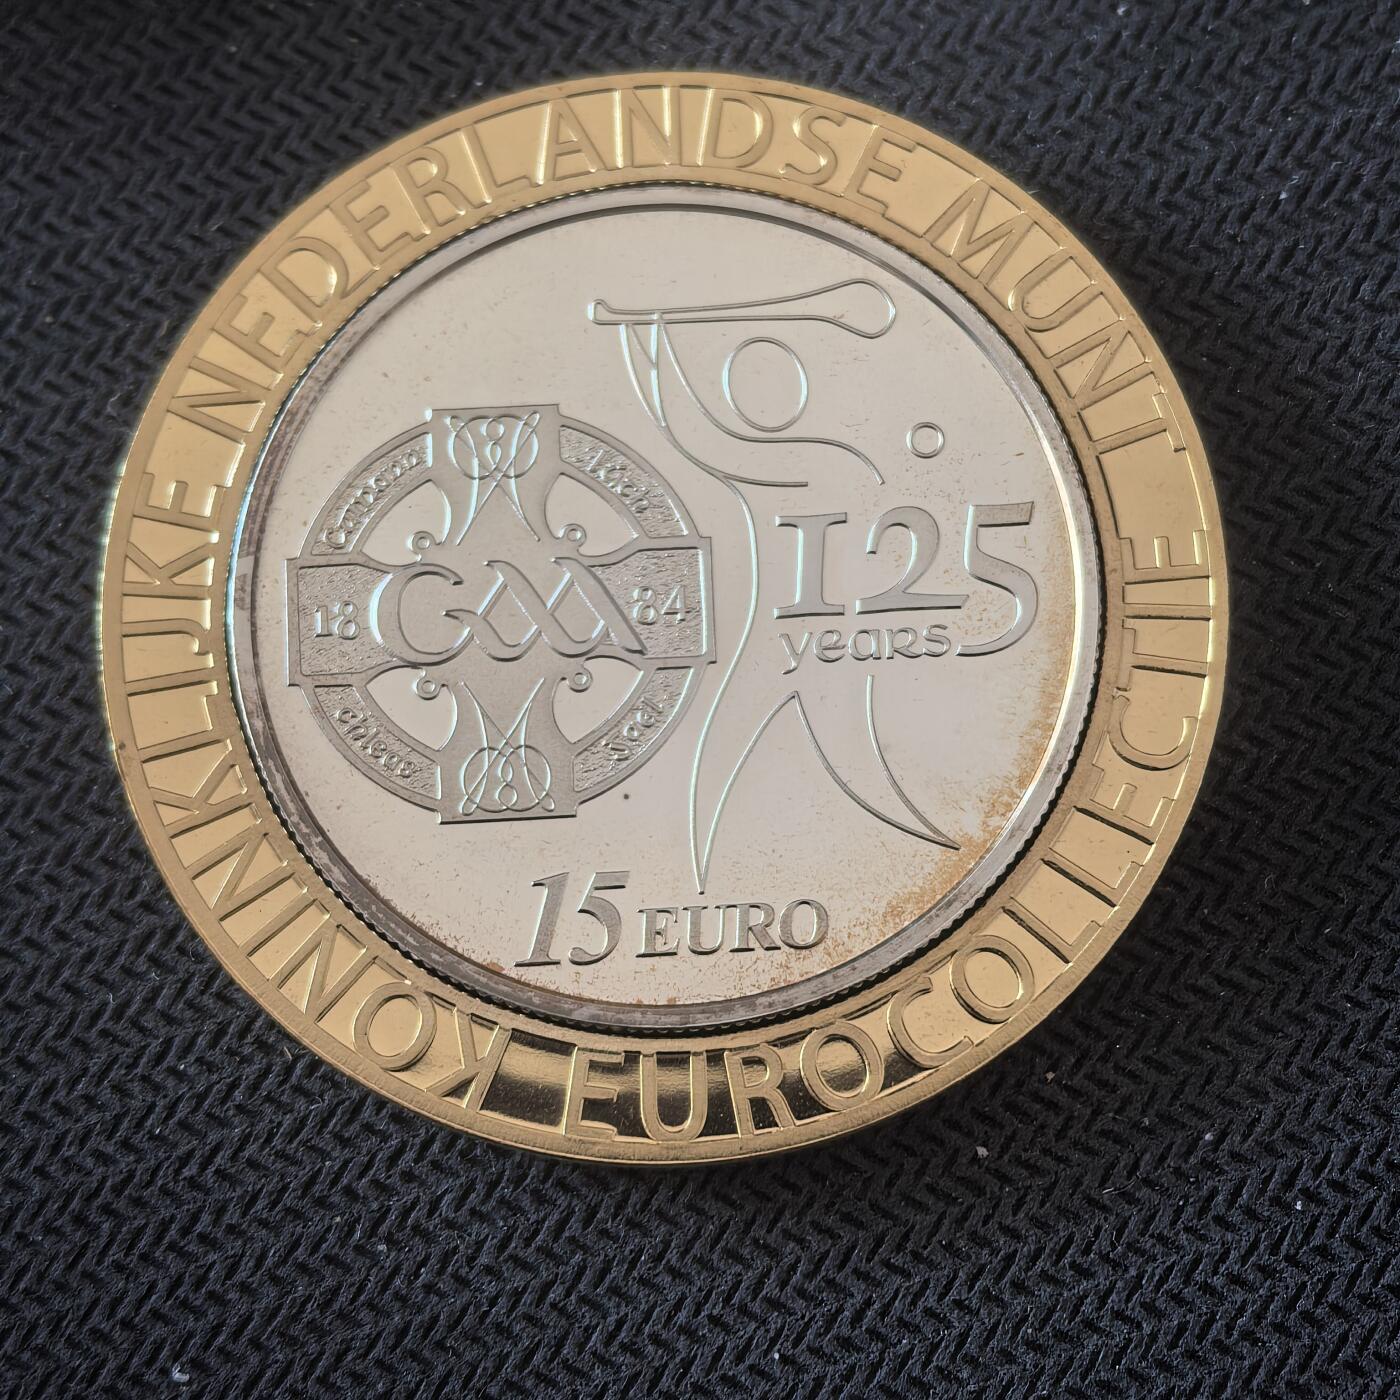 KONINKLIJKE NEDERLANDSE MUNT EUROCOLLECTIE
Cumann
Lúth
18 GAA 84
chleas
Gael
125
years
15 EURO